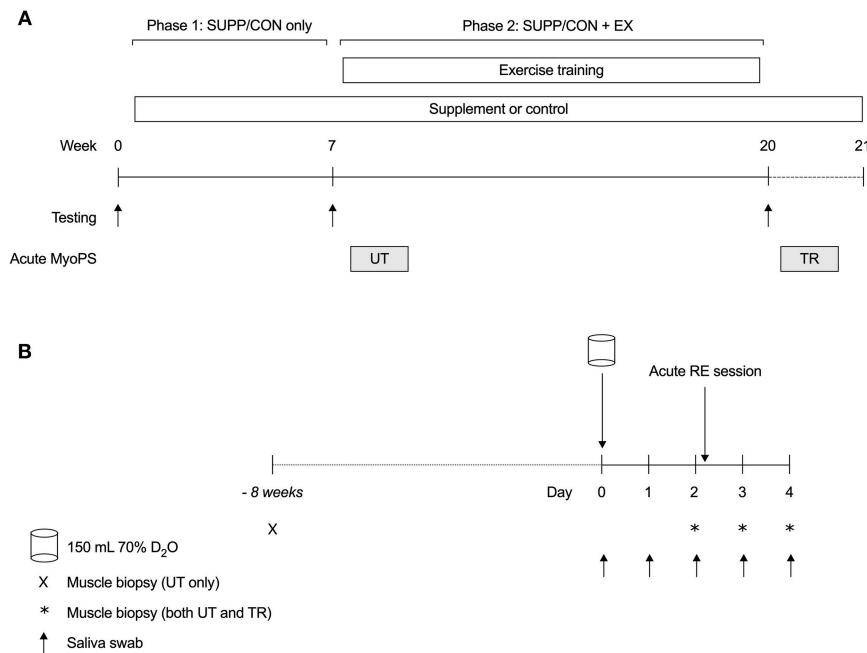 A
Phase 1: SUPP/CON only
Phase 2: SUPP/CON + EX
Exercise training
Supplement or control
Week 0 7 20 21
Testing
Acute MyoPS UT TR
B
Acute RE session
- 8 weeks Day 0 1 2 3 4
X * * *
150 mL 70% D₂O
X Muscle biopsy (UT only)
* Muscle biopsy (both UT and TR)
Saliva swab